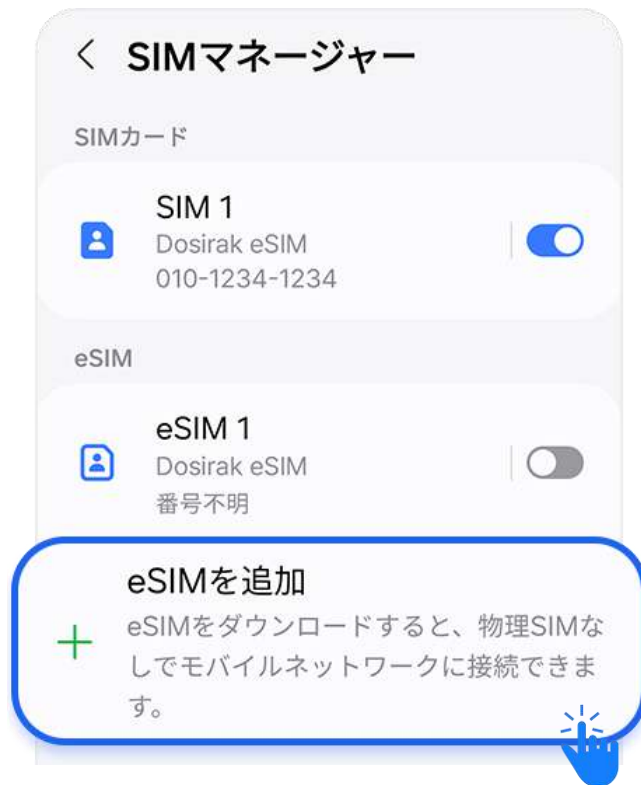 SIMマネージャー
SIMカード
SIM 1
Dosirak eSIM
010-1234-1234
eSIM
eSIM 1
Dosirak eSIM
番号不明
eSIMを追加
eSIMをダウンロードすると、物理SIMな
しでモバイルネットワークに接続できま
す。